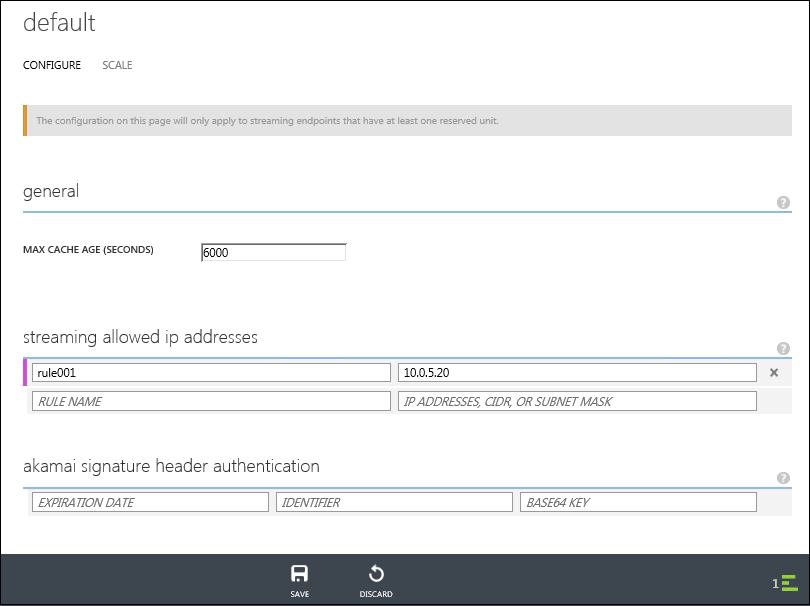 default
CONFIGURE SCALE
The configuration on this page will only apply to streaming endpoints that have at least one reserved unit.
general
?
MAX CACHE AGE (SECONDS) 6000
streaming allowed ip addresses
?
rule001 10.0.5.20 ×
RULE NAME IP ADDRESSES, CIDR, OR SUBNET MASK
akamai signature header authentication
?
EXPIRATION DATE IDENTIFIER BASE64 KEY
SAVE DISCARD
1